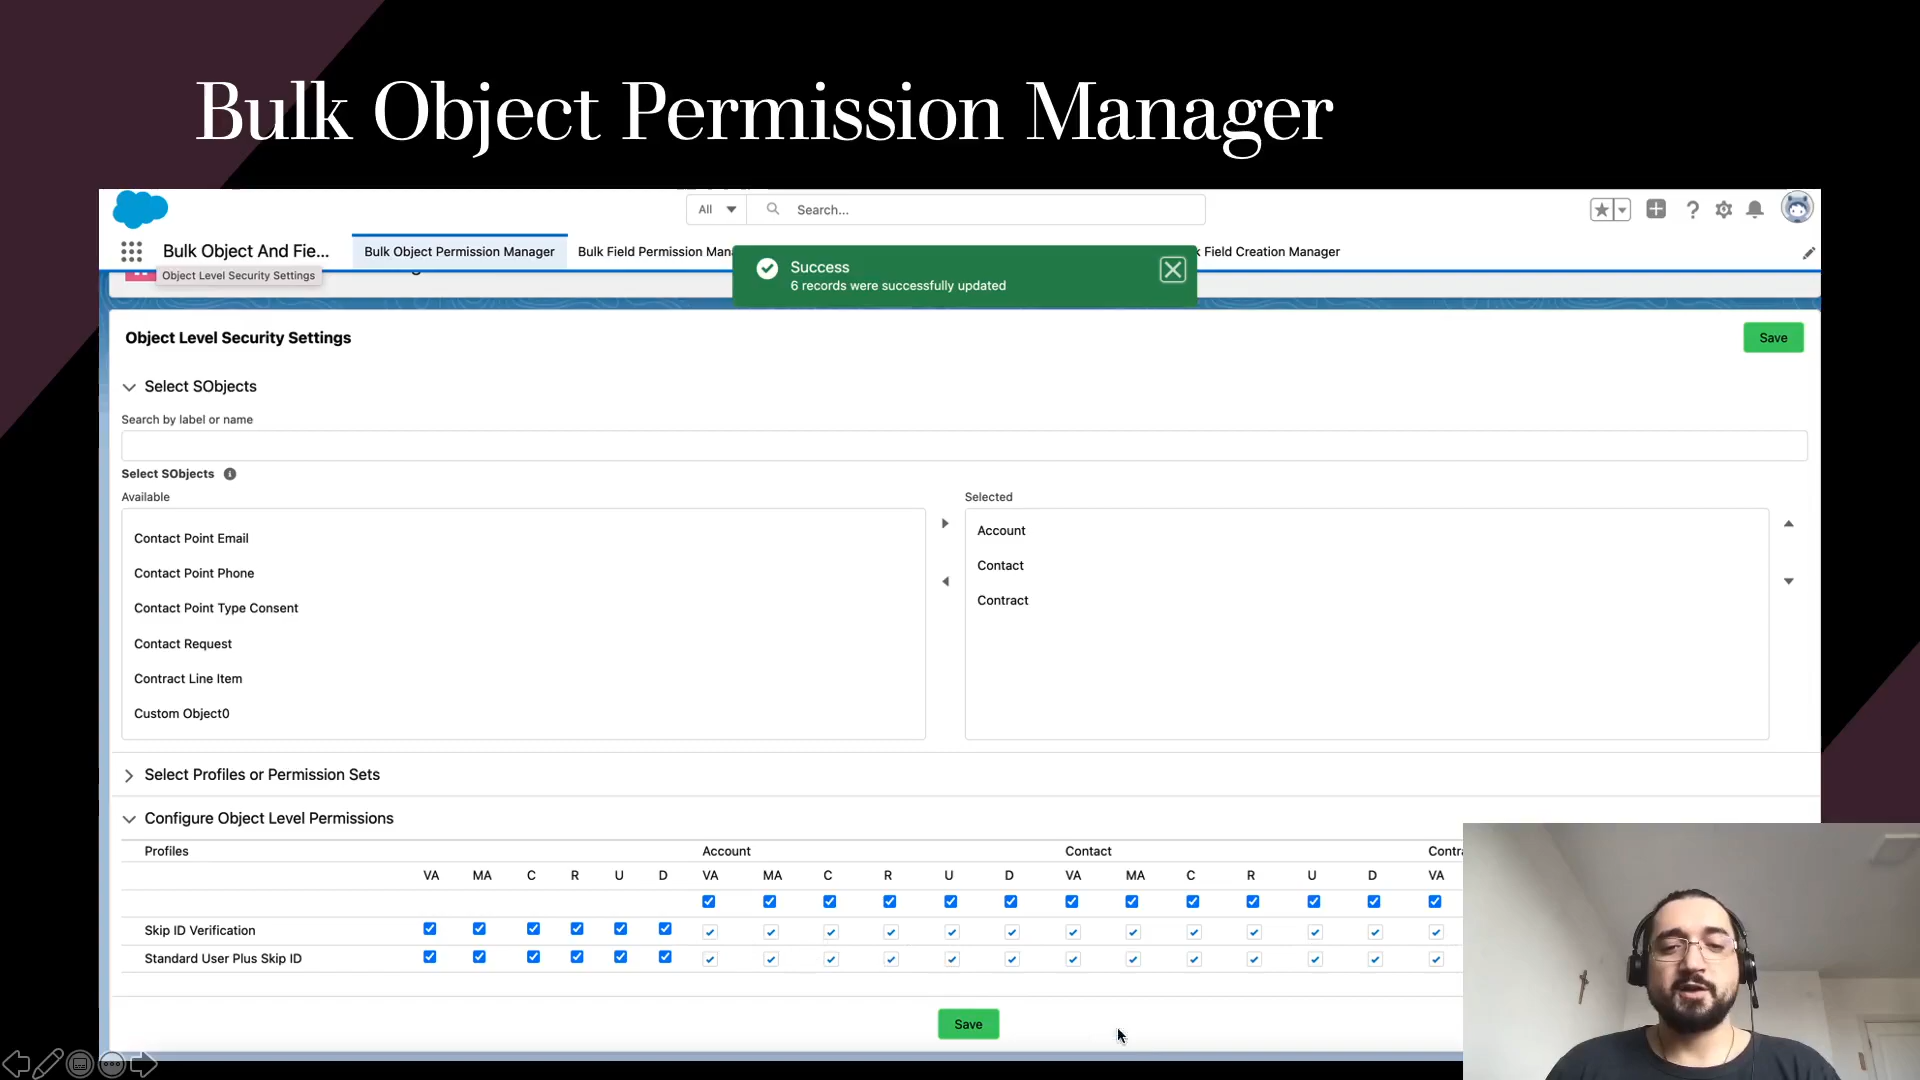 Bulk Object Permission Manager
All
Search...
Bulk Object And Fie...
Bulk Object Permission Manager
Bulk Field Permission Man
Field Creation Manager
Object Level Security Settings
Success
6 records were successfully updated
Object Level Security Settings
Save
Select SObjects
Search by label or name
Select SObjects
Available
Selected
Contact Point Email
Contact Point Phone
Contact Point Type Consent
Contact Request
Contract Line Item
Custom Object0
Account
Contact
Contract
Select Profiles or Permission Sets
Configure Object Level Permissions
Profiles Account Contact Contra
VA MA C R U D VA MA C R U D VA MA C R U D VA
Skip ID Verification
Standard User Plus Skip ID
Save